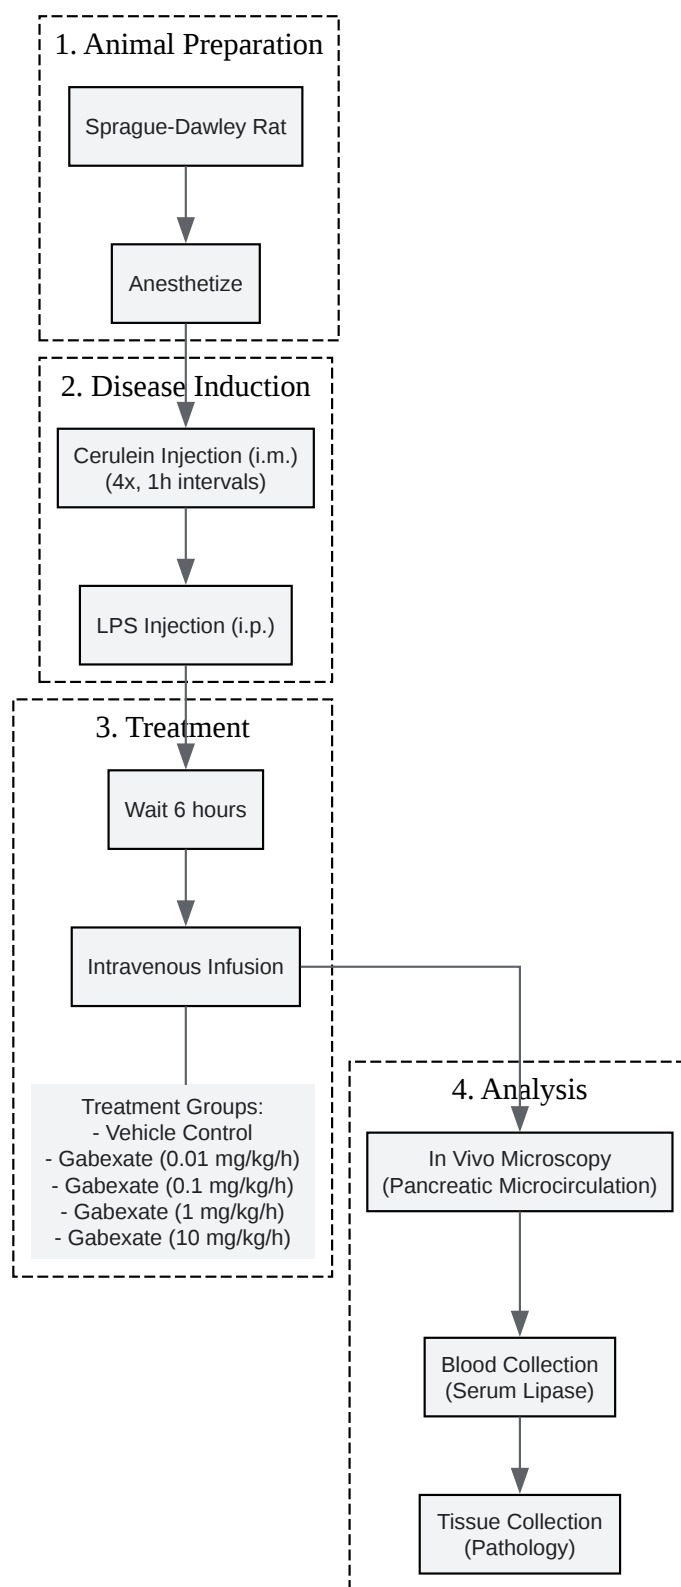 1. Animal Preparation
Sprague-Dawley Rat
Anesthetize
2. Disease Induction
Cerulein Injection (i.m.)
(4x, 1h intervals)
LPS Injection (i.p.)
3. Treatment
Wait 6 hours
Intravenous Infusion
Treatment Groups:
- Vehicle Control
- Gabexate (0.01 mg/kg/h)
- Gabexate (0.1 mg/kg/h)
- Gabexate (1 mg/kg/h)
- Gabexate (10 mg/kg/h)
4. Analysis
In Vivo Microscopy
(Pancreatic Microcirculation)
Blood Collection
(Serum Lipase)
Tissue Collection
(Pathology)